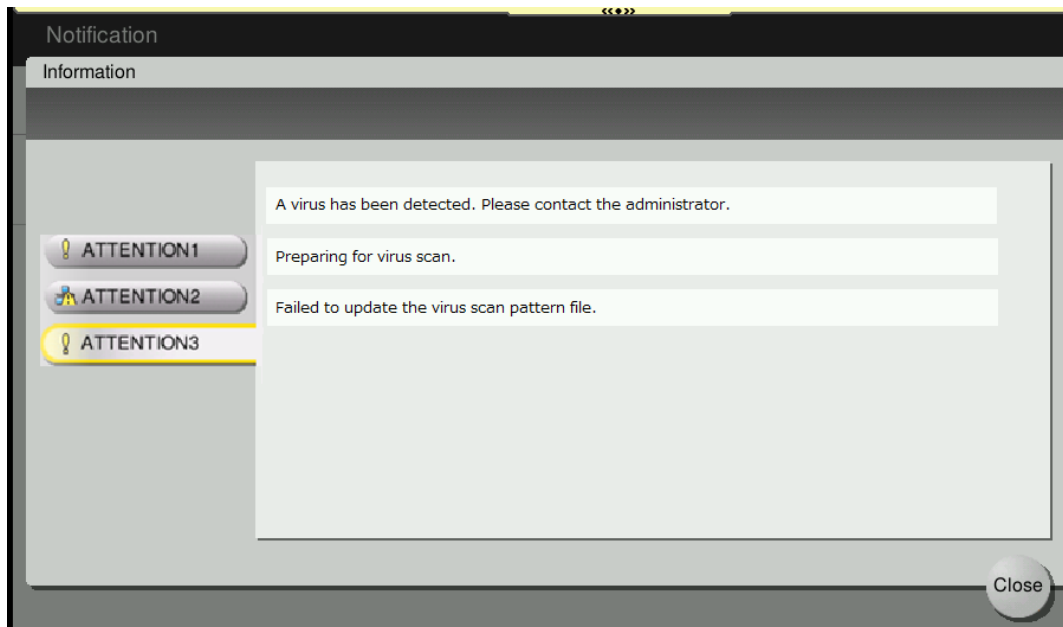 Notification
Information
A virus has been detected. Please contact the administrator.
ATTENTION1
Preparing for virus scan.
ATTENTION2
Failed to update the virus scan pattern file.
ATTENTION3
Close